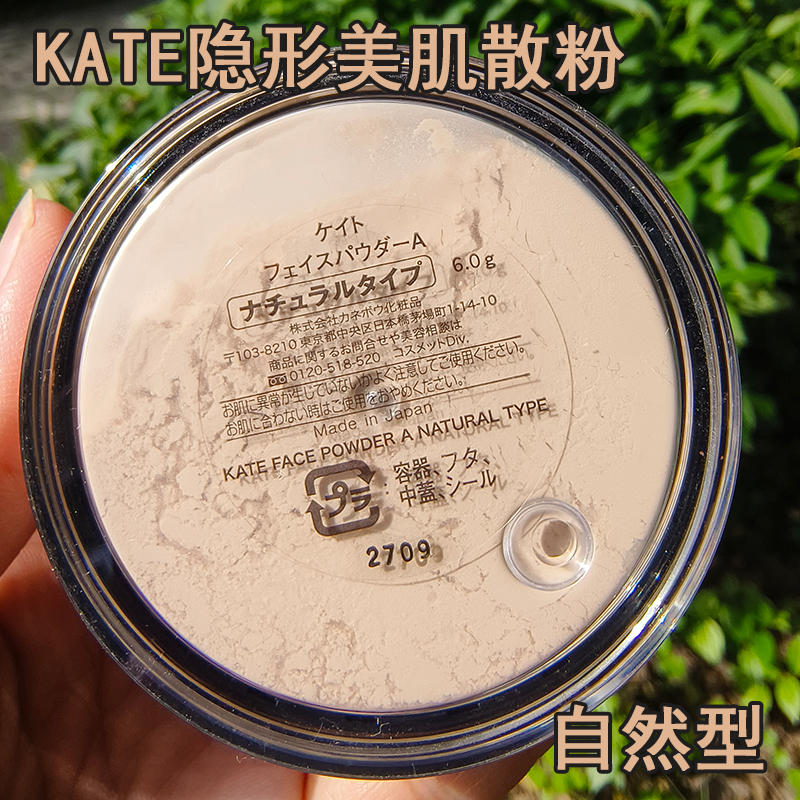 KATE隐形美肌散粉
ケイト
フェイスパウダーA
ナチュラルタイプ 6.0g
株式会社カネボウ化粧品
〒103-8210 東京都中央区日本橋茅場町1-14-10
商品に関するお問合せや美容相談は
0120-518-520 コスメットDiv.
お肌に異常が生じていないかよく注意してご使用ください。
お肌に合わない時はご使用をおやめください。
Made in Japan
KATE FACE POWDER A NATURAL TYPE
プラ
容器、フタ、
中蓋、シール
2709
自然型